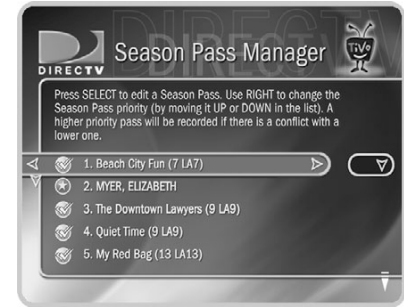 DIRECTV
Season Pass Manager
TiVo
Press SELECT to edit a Season Pass. Use RIGHT to change the
Season Pass priority (by moving it UP or DOWN in the list). A
higher priority pass will be recorded if there is a conflict with a
lower one.
1. Beach City Fun (7 LA7)
2. MYER, ELIZABETH
3. The Downtown Lawyers (9 LA9)
4. Quiet Time (9 LA9)
5. My Red Bag (13 LA13)